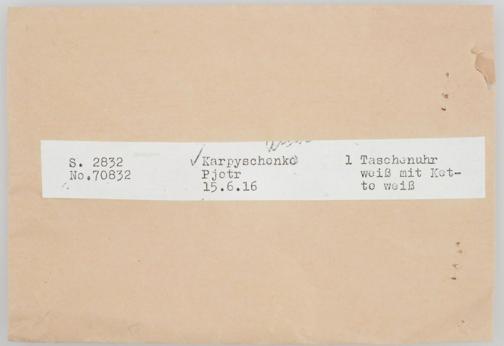 S. 2832
No.70832
Karpyschenko
Pjotr
15.6.16
1 Taschenuhr
weiß mit Ket-
te weiß